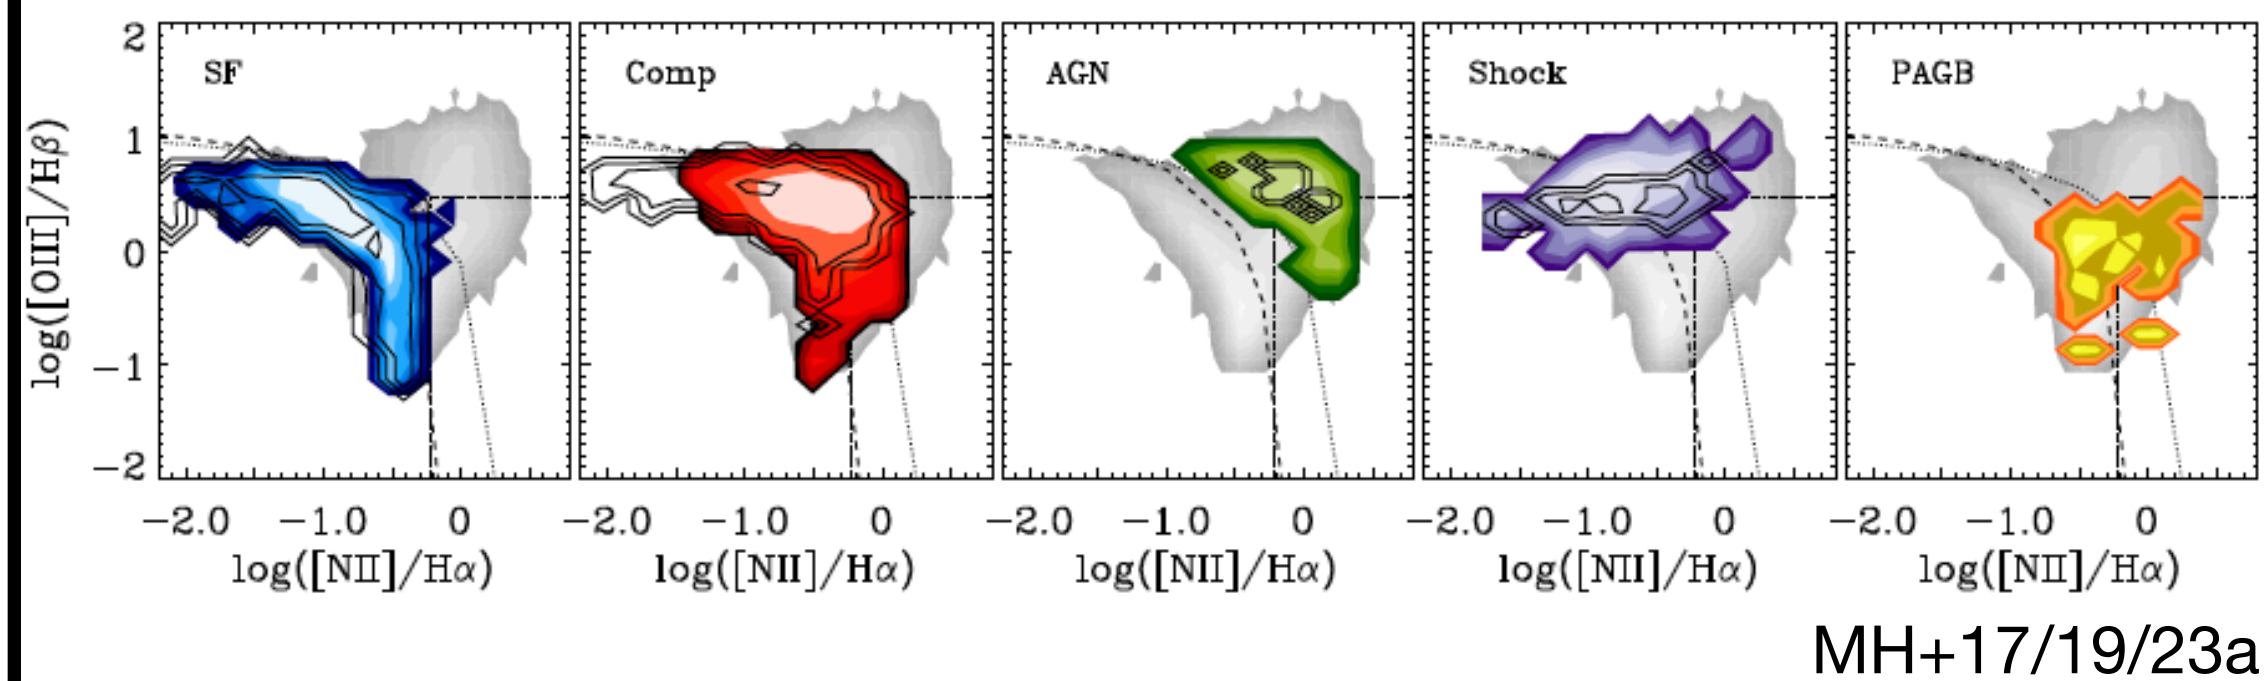 SF Comp AGN Shock PAGB
2
1
0
−1
−2
log([OIII]/Hβ)
−2.0 −1.0 0 −2.0 −1.0 0 −2.0 −1.0 0 −2.0 −1.0 0 −2.0 −1.0 0
log([NII]/Hα) log([NII]/Hα) log([NII]/Hα) log([NII]/Hα) log([NII]/Hα)
MH+17/19/23a